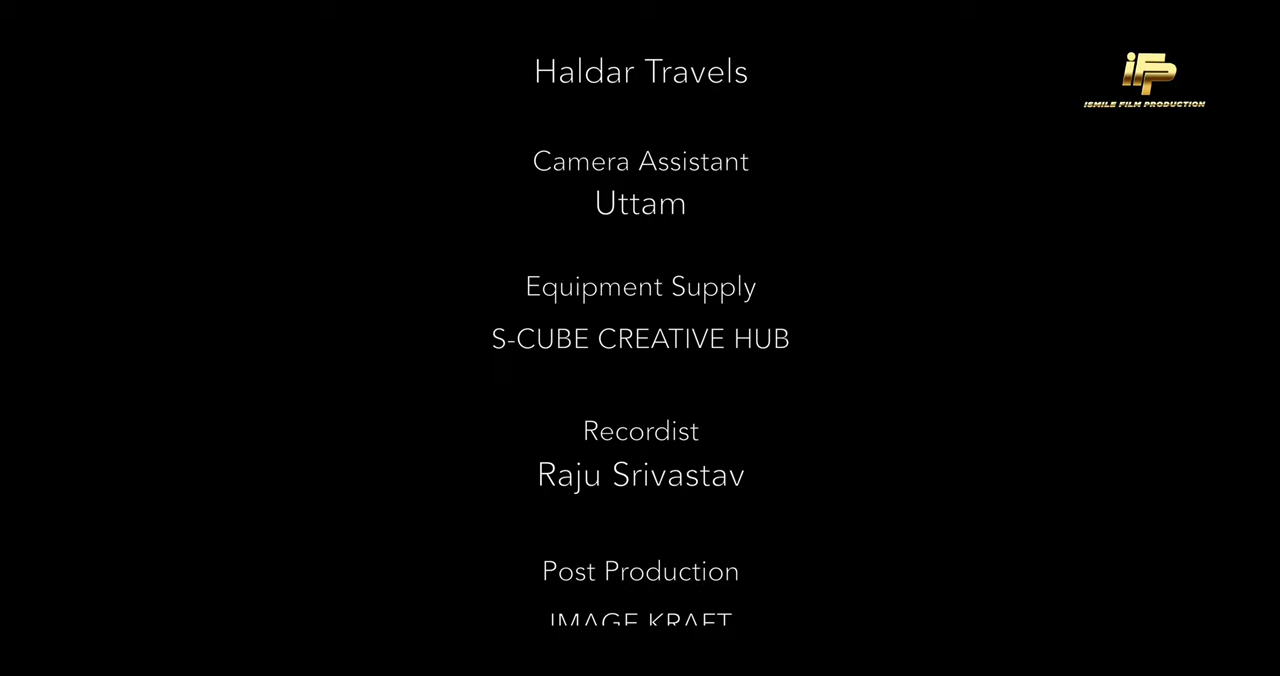 Haldar Travels
iFP
ISMILE FILM PRODUCTION
Camera Assistant
Uttam
Equipment Supply
S-CUBE CREATIVE HUB
Recordist
Raju Srivastav
Post Production
IMAGE KRAFT